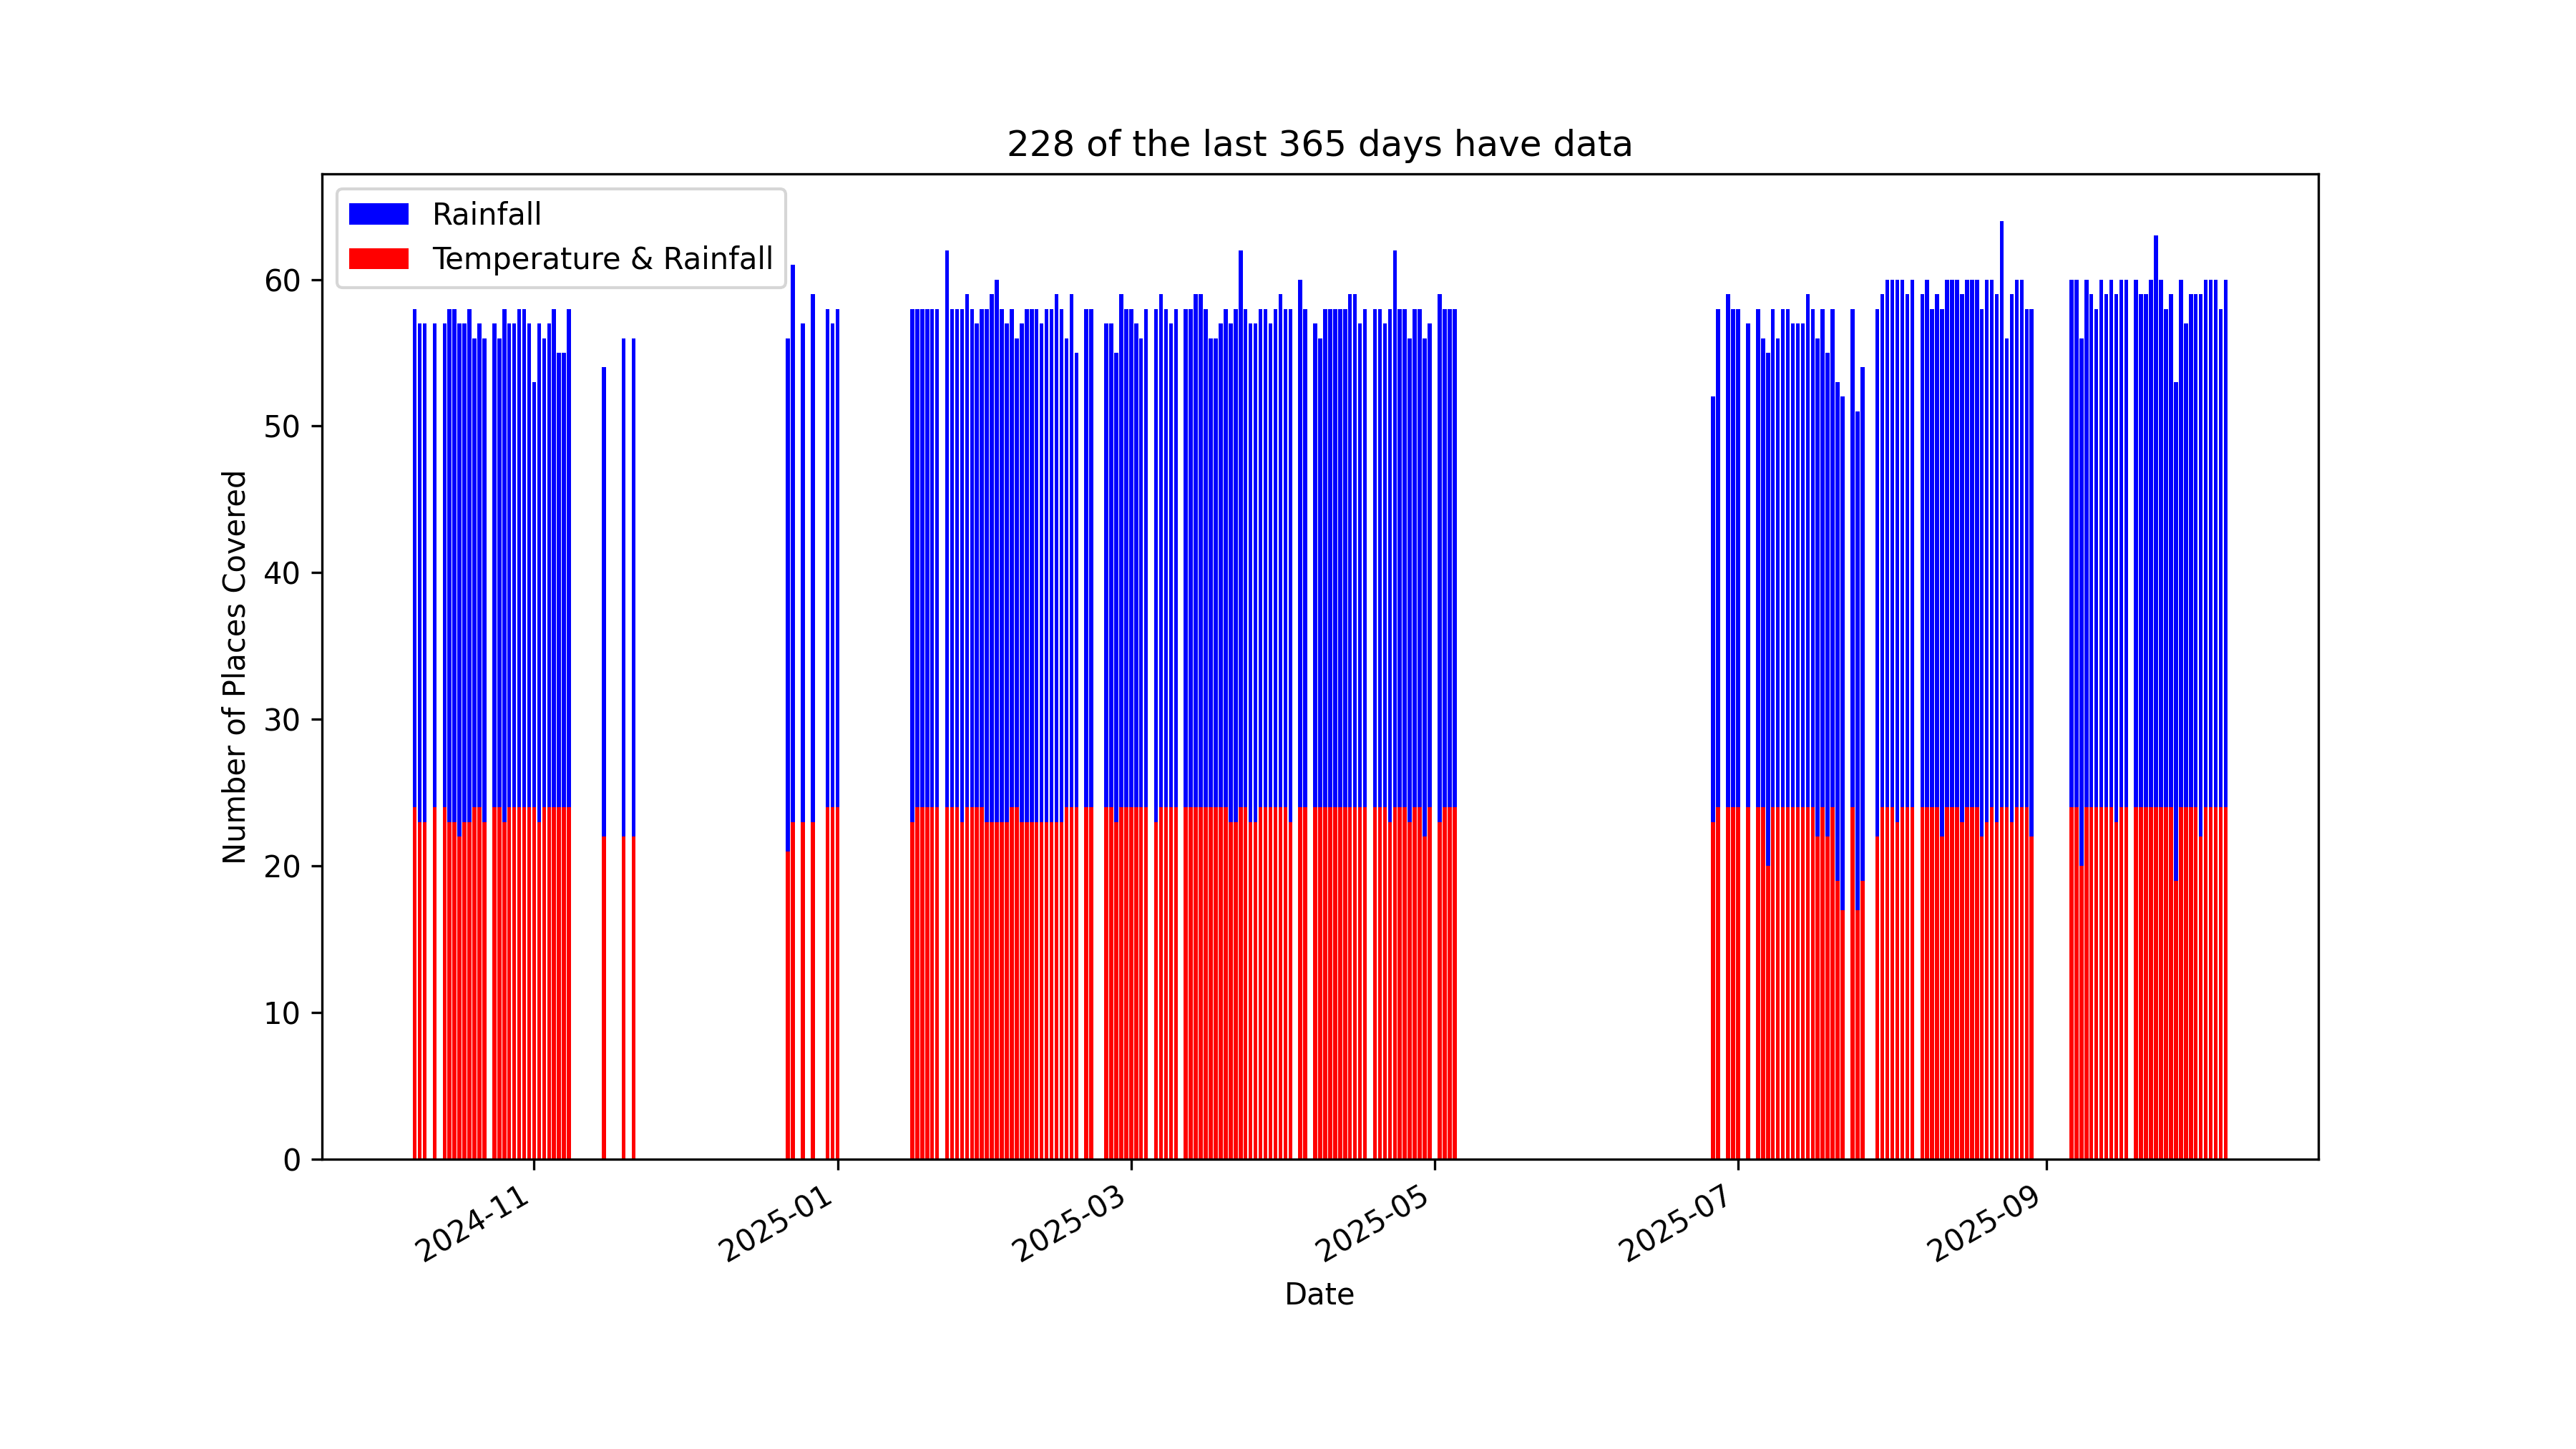 228 of the last 365 days have data
Rainfall
Temperature & Rainfall
Number of Places Covered
60
50
40
30
20
10
0
2024-11
2025-01
2025-03
2025-05
2025-07
2025-09
Date